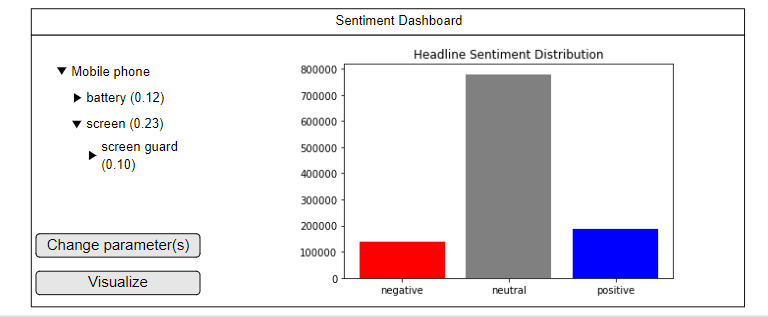 Sentiment Dashboard
Mobile phone
battery (0.12)
screen (0.23)
screen guard
(0.10)
Change parameter(s)
Visualize
Headline Sentiment Distribution
800000
700000
600000
500000
400000
300000
200000
100000
0
negative
neutral
positive